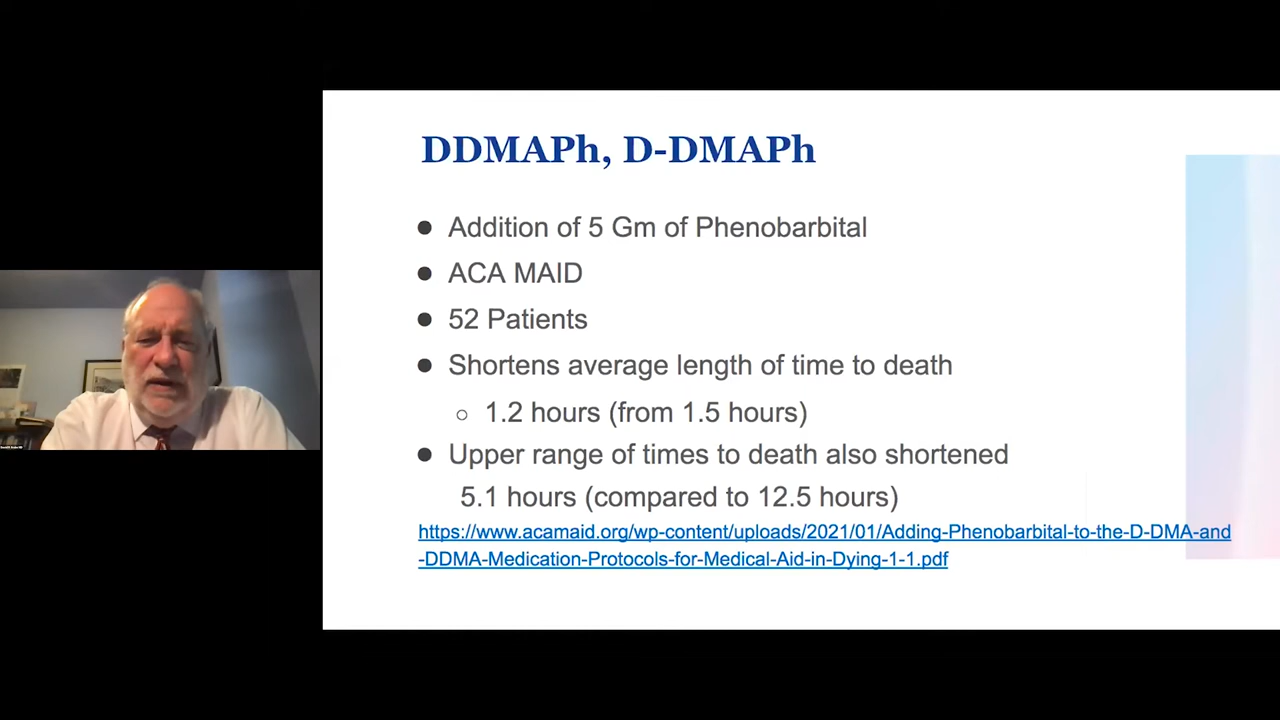 DDMAPh, D-DMAPh
● Addition of 5 Gm of Phenobarbital
● ACA MAID
● 52 Patients
● Shortens average length of time to death
○ 1.2 hours (from 1.5 hours)
● Upper range of times to death also shortened
5.1 hours (compared to 12.5 hours)
https://www.acamaid.org/wp-content/uploads/2021/01/Adding-Phenobarbital-to-the-D-DMA-and
-DDMA-Medication-Protocols-for-Medical-Aid-in-Dying-1-1.pdf